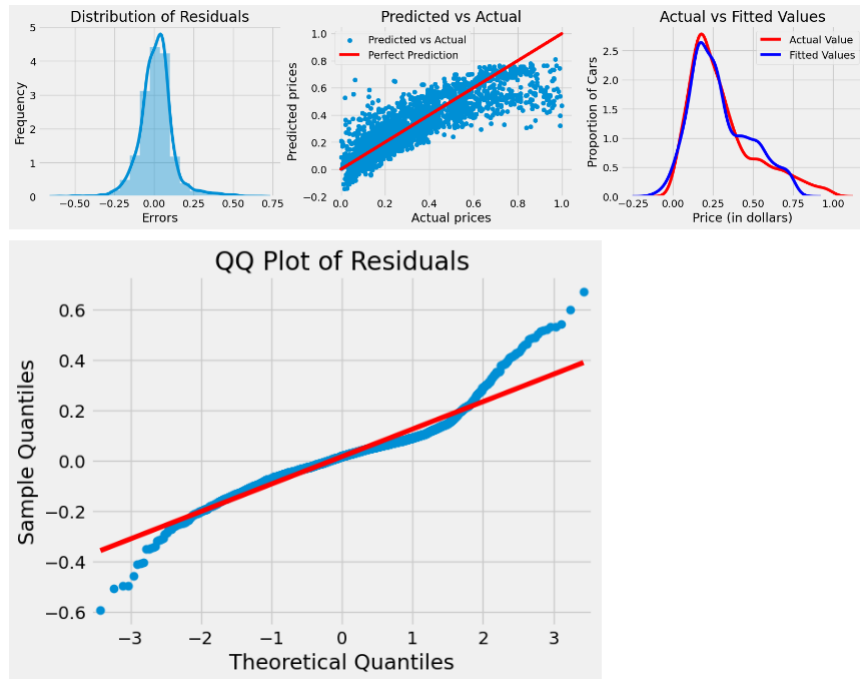 Distribution of Residuals
Frequency
5
4
3
2
1
0
−0.50 −0.25 0.00 0.25 0.50 0.75
Errors
Predicted vs Actual
Predicted vs Actual
Perfect Prediction
Predicted prices
1.0
0.8
0.6
0.4
0.2
0.0
−0.2
0.0 0.2 0.4 0.6 0.8 1.0
Actual prices
Actual vs Fitted Values
Actual Value
Fitted Values
Proportion of Cars
2.5
2.0
1.5
1.0
0.5
0.0
−0.25 0.00 0.25 0.50 0.75 1.00
Price (in dollars)
QQ Plot of Residuals
Sample Quantiles
0.6
0.4
0.2
0.0
−0.2
−0.4
−0.6
−3 −2 −1 0 1 2 3
Theoretical Quantiles